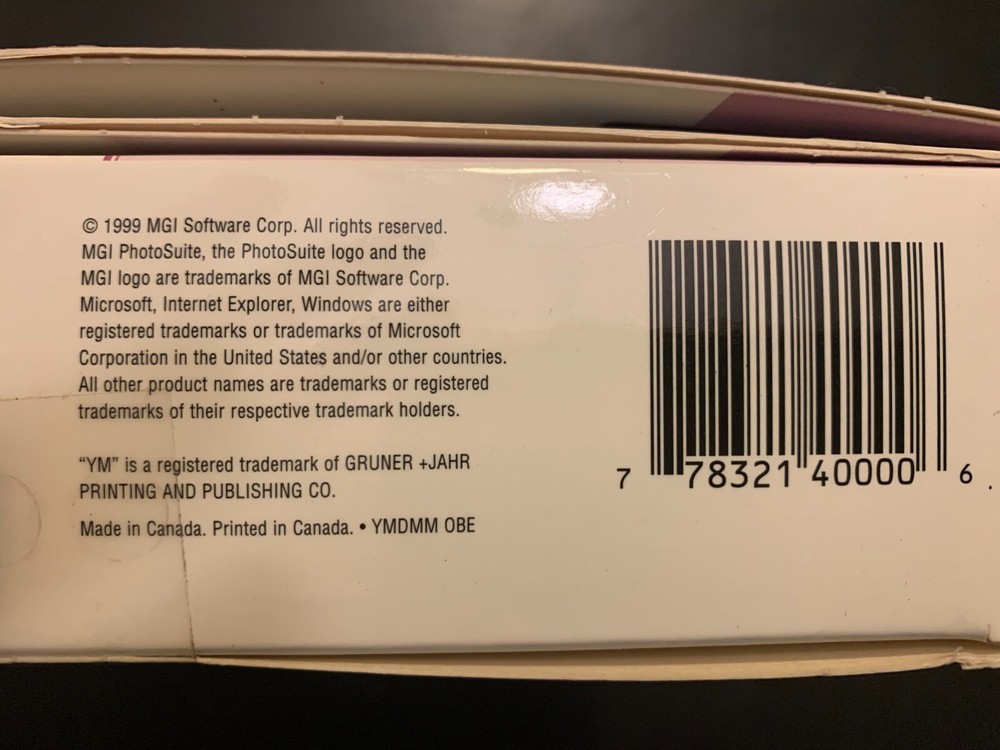 © 1999 MGI Software Corp. All rights reserved.
MGI PhotoSuite, the PhotoSuite logo and the
MGI logo are trademarks of MGI Software Corp.
Microsoft, Internet Explorer, Windows are either
registered trademarks or trademarks of Microsoft
Corporation in the United States and/or other countries.
All other product names are trademarks or registered
trademarks of their respective trademark holders.
“YM” is a registered trademark of GRUNER +JAHR
PRINTING AND PUBLISHING CO.
Made in Canada. Printed in Canada. • YMDMM OBE
7 78321 40000 6 .